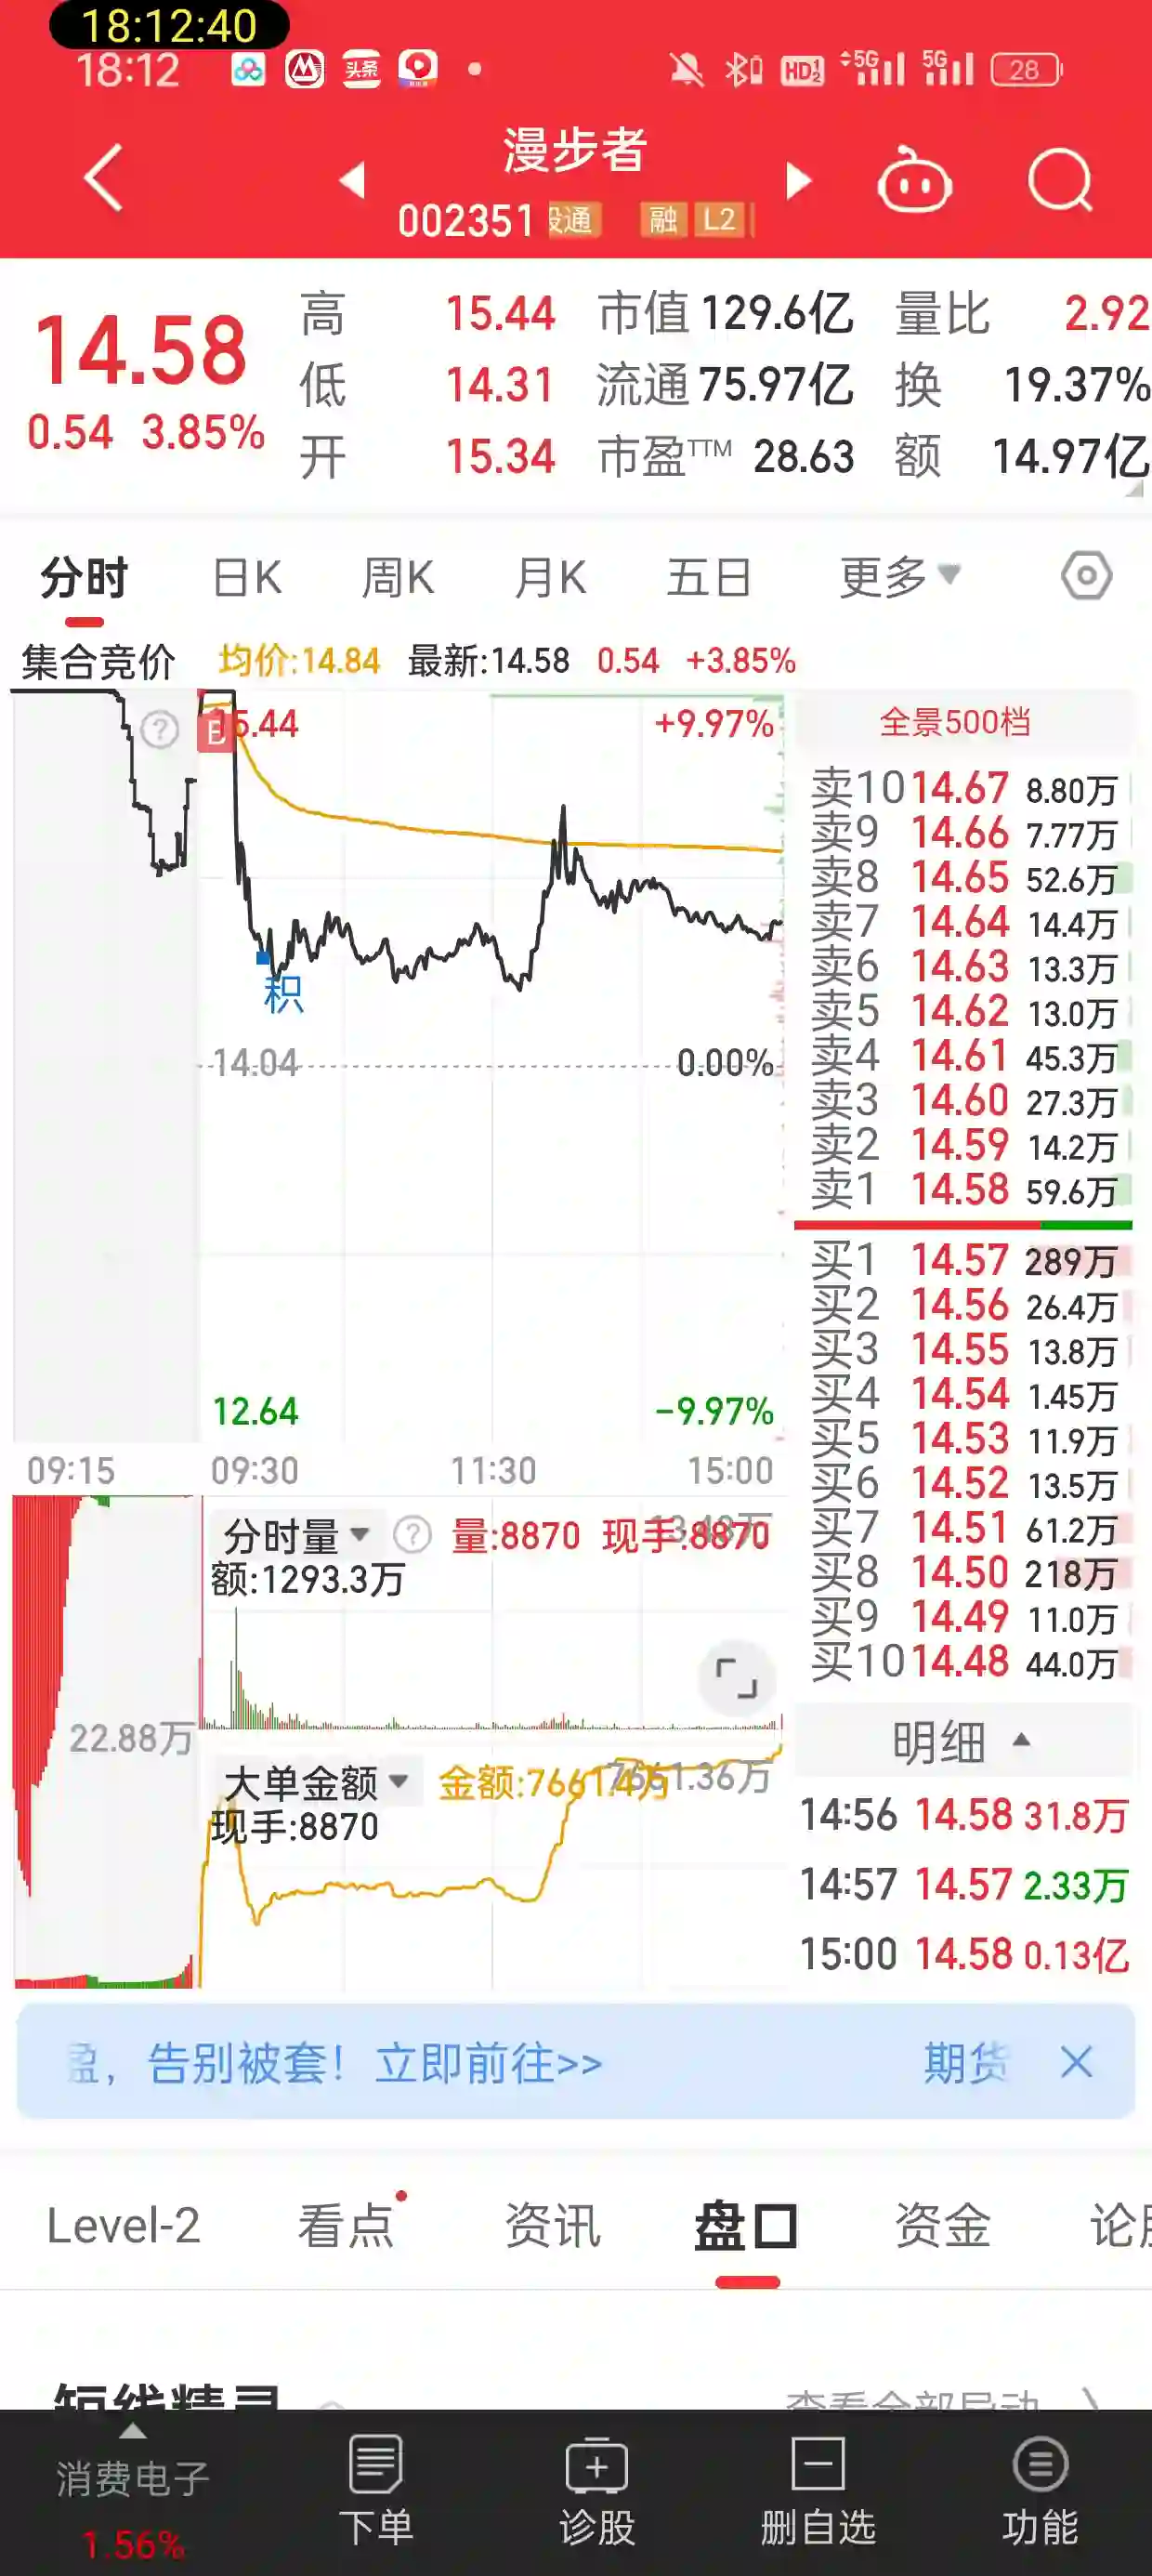 18:12:40
18:12 头条 HD 5G 5G 28
漫步者
002351 股通 融 L2
14.58
0.54 3.85%
高 15.44 市值 129.6亿 量比 2.92
低 14.31 流通 75.97亿 换 19.37%
开 15.34 市盈TTM 28.63 额 14.97亿
分时 日K 周K 月K 五日 更多
集合竞价 均价:14.84 最新:14.58 0.54 +3.85%
5.44 +9.97%
积
14.04 0.00%
12.64 -9.97%
09:15 09:30 11:30 15:00
全景500档
卖10 14.67 8.80万
卖9 14.66 7.77万
卖8 14.65 52.6万
卖7 14.64 14.4万
卖6 14.63 13.3万
卖5 14.62 13.0万
卖4 14.61 45.3万
卖3 14.60 27.3万
卖2 14.59 14.2万
卖1 14.58 59.6万
买1 14.57 289万
买2 14.56 26.4万
买3 14.55 13.8万
买4 14.54 1.45万
买5 14.53 11.9万
买6 14.52 13.5万
买7 14.51 61.2万
买8 14.50 218万
买9 14.49 11.0万
买10 14.48 44.0万
分时量 量:8870 现手:8870
额:1293.3万
22.88万
大单金额 金额:7661.4万 7661.36万
现手:8870
明细
14:56 14.58 31.8万
14:57 14.57 2.33万
15:00 14.58 0.13亿
盈，告别被套！立即前往>> 期货
Level-2 看点 资讯 盘口 资金 论股
短线精灵 查看全部异动
消费电子
1.56%
下单 诊股 删自选 功能